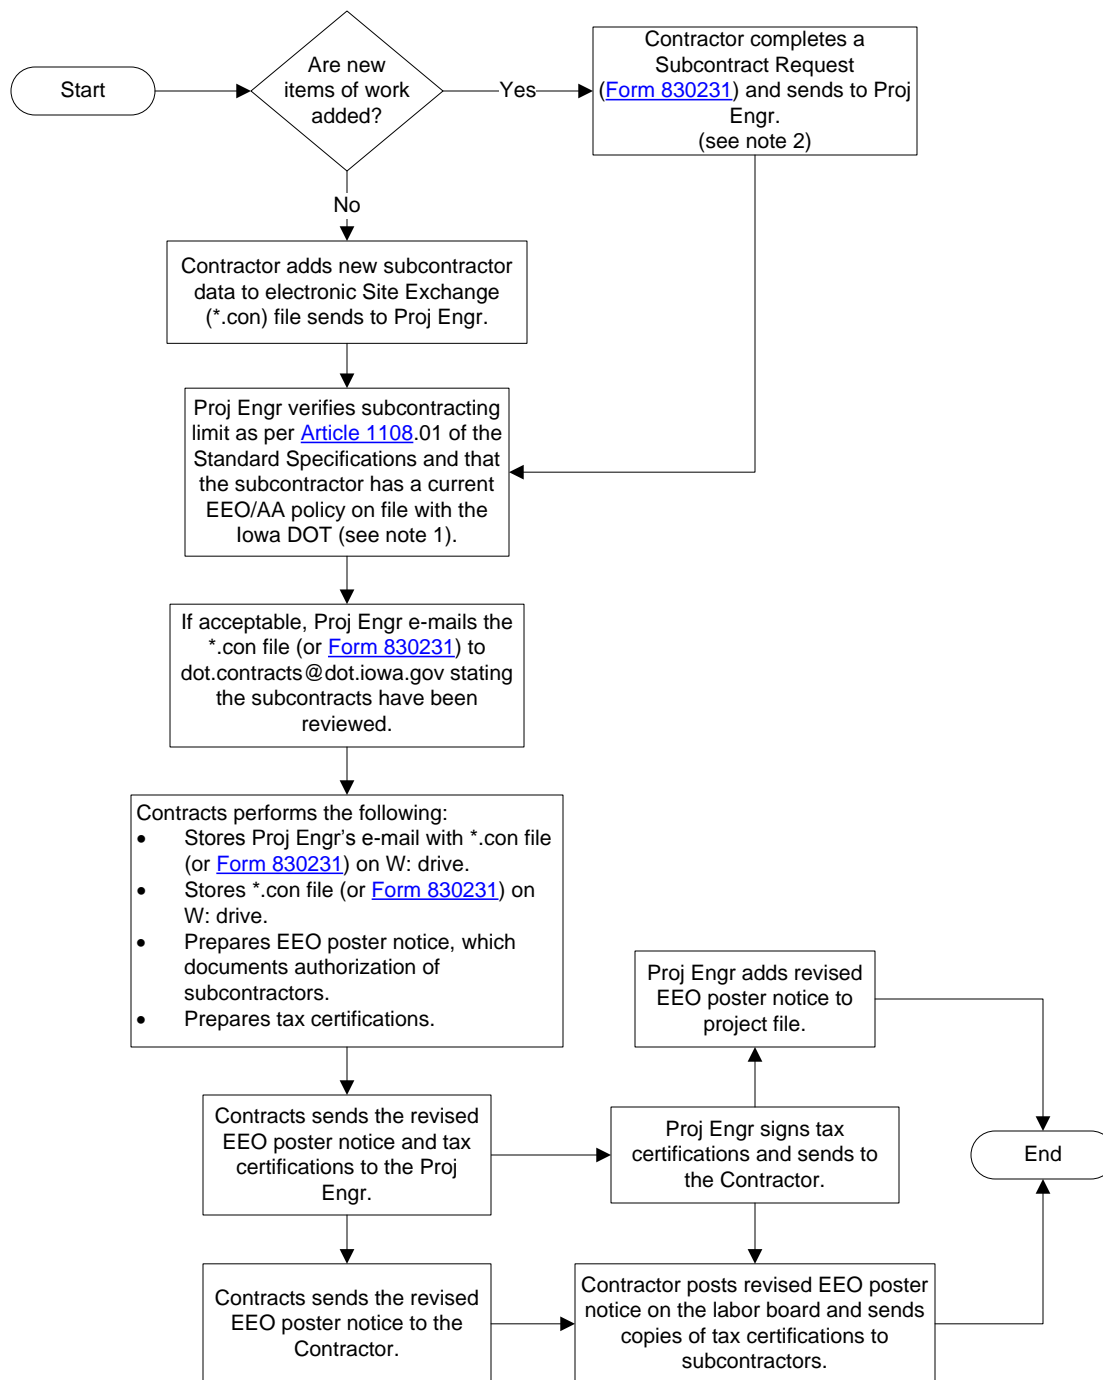 Start
Are new
items of work
added?
Yes
Contractor completes a
Subcontract Request
(Form 830231) and sends to Proj
Engr.
(see note 2)
No
Contractor adds new subcontractor
data to electronic Site Exchange
(*.con) file sends to Proj Engr.
Proj Engr verifies subcontracting
limit as per Article 1108.01 of the
Standard Specifications and that
the subcontractor has a current
EEO/AA policy on file with the
Iowa DOT (see note 1).
If acceptable, Proj Engr e-mails the
*.con file (or Form 830231) to
dot.contracts@dot.iowa.gov stating
the subcontracts have been
reviewed.
Contracts performs the following:
• Stores Proj Engr’s e-mail with *.con file
(or Form 830231) on W: drive.
• Stores *.con file (or Form 830231) on
W: drive.
• Prepares EEO poster notice, which
documents authorization of
subcontractors.
• Prepares tax certifications.
Proj Engr adds revised
EEO poster notice to
project file.
Contracts sends the revised
EEO poster notice and tax
certifications to the Proj
Engr.
Proj Engr signs tax
certifications and sends to
the Contractor.
End
Contracts sends the revised
EEO poster notice to the
Contractor.
Contractor posts revised EEO poster
notice on the labor board and sends
copies of tax certifications to
subcontractors.